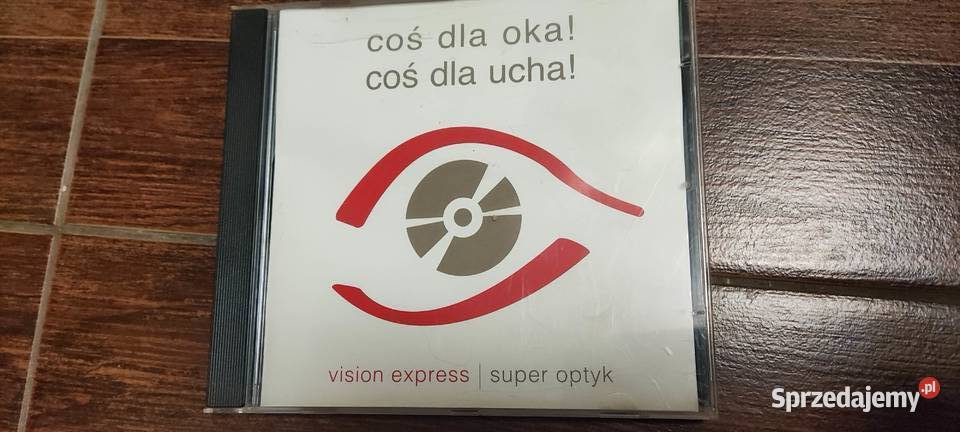 coś dla oka!
coś dla ucha!
vision express | super optyk
Sprzedajemy.pl